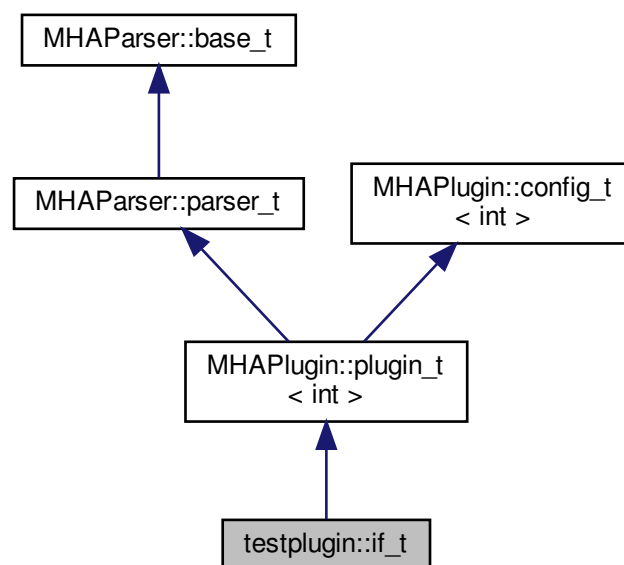 MHAParser::base_t
MHAParser::parser_t
MHAPlugin::config_t
< int >
MHAPlugin::plugin_t
< int >
testplugin::if_t